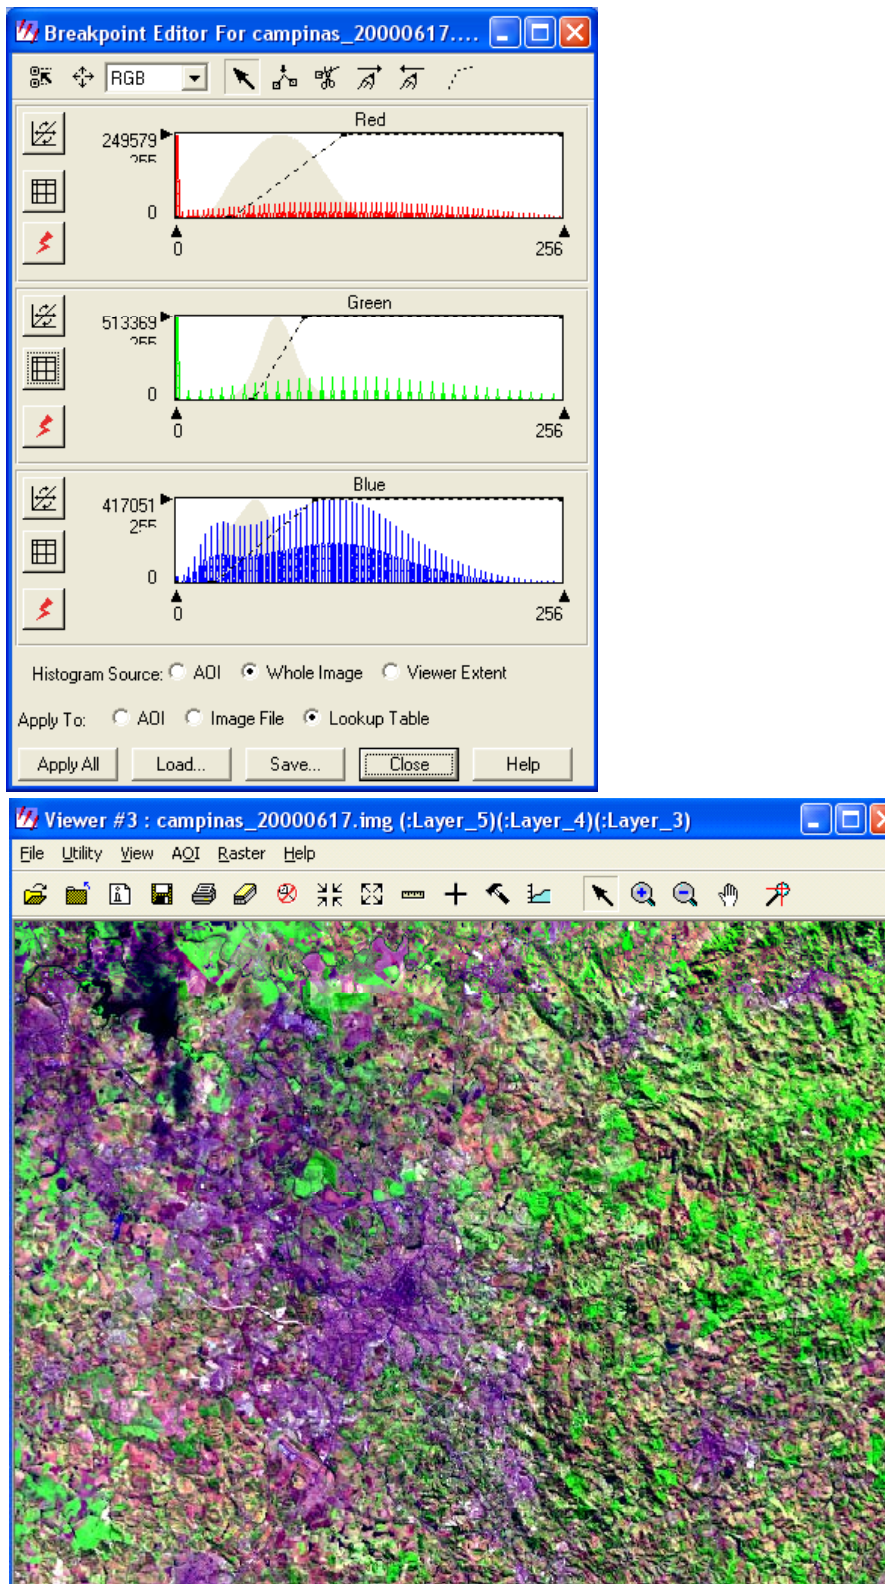 Breakpoint Editor For campinas_20000617....
RGB
Red
249579
255
0
0 256
Green
513369
255
0
0 256
Blue
417051
255
0
0 256
Histogram Source: AOI Whole Image Viewer Extent
Apply To: AOI Image File Lookup Table
Apply All Load... Save... Close Help
Viewer #3 : campinas_20000617.img (:Layer_5)(:Layer_4)(:Layer_3)
File Utility View AOI Raster Help